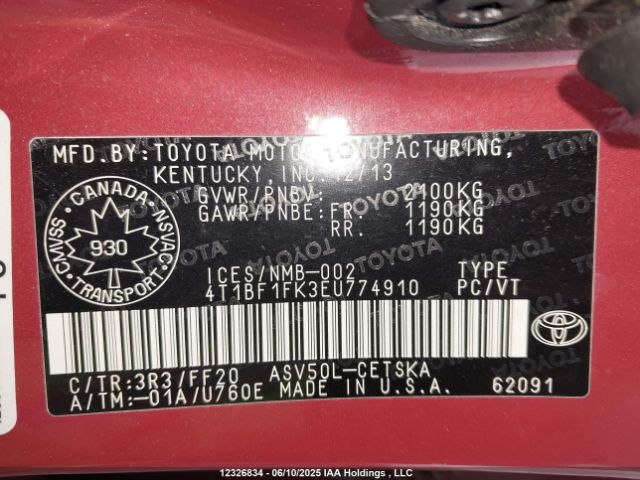 MFD.BY:TOYOTA MOTOR MANUFACTURING,
KENTUCKY, INC. 12/13
GVWR/PNBV: 2100KG
GAWR/PNBE:FR. 1190KG
RR. 1190KG
CANADA
CMVSS NSVAC
930
TRANSPORT
ICES/NMB-002 TYPE
4T1BF1FK3EU774910 PC/VT
C/TR:3R3/FF20 ASV50L-CETSKA
A/TM:-01A/U760E MADE IN U.S.A. 62091
TOYOTA
12326834 - 06/10/2025 IAA Holdings , LLC